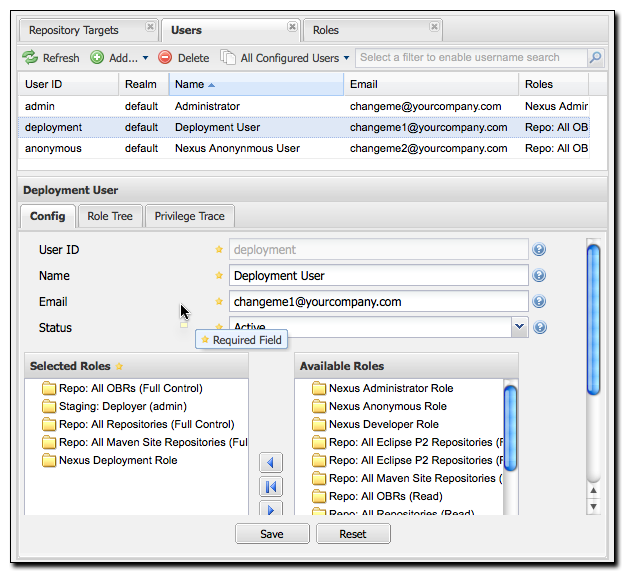 Repository Targets Users Roles
Refresh Add... Delete All Configured Users Select a filter to enable username search
User ID Realm Name Email Roles
admin default Administrator changeme@yourcompany.com Nexus Admir
deployment default Deployment User changeme1@yourcompany.com Repo: All OB
anonymous default Nexus Anonynmous User changeme2@yourcompany.com Repo: All OB
Deployment User
Config Role Tree Privilege Trace
User ID deployment
Name Deployment User
Email changeme1@yourcompany.com
Status Active
Required Field
Selected Roles Available Roles
Repo: All OBRs (Full Control) Nexus Administrator Role
Staging: Deployer (admin) Nexus Anonymous Role
Repo: All Repositories (Full Control) Nexus Developer Role
Repo: All Maven Site Repositories (Ful Repo: All Eclipse P2 Repositories (F
Nexus Deployment Role Repo: All Eclipse P2 Repositories (F
Repo: All Maven Site Repositories (
Repo: All OBRs (Read)
Repo: All Repositories (Read)
Save Reset